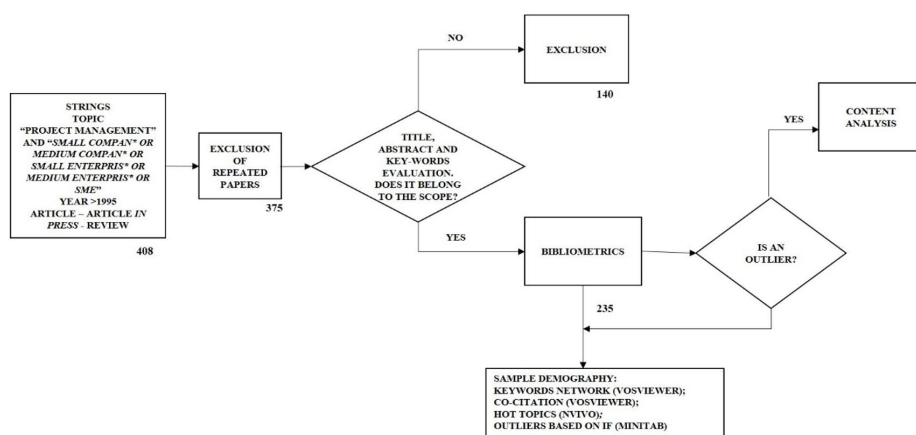 STRINGS
TOPIC
“PROJECT MANAGEMENT”
AND “SMALL COMPAN* OR
MEDIUM COMPAN* OR
SMALL ENTERPRIS* OR
MEDIUM ENTERPRIS* OR
SME”
YEAR >1995
ARTICLE – ARTICLE IN
PRESS - REVIEW
408
EXCLUSION
OF
REPEATED
PAPERS
375
TITLE,
ABSTRACT AND
KEY-WORDS
EVALUATION.
DOES IT BELONG
TO THE SCOPE?
NO
EXCLUSION
140
YES
BIBLIOMETRICS
235
IS AN
OUTLIER?
YES
CONTENT
ANALYSIS
SAMPLE DEMOGRAPHY:
KEYWORDS NETWORK (VOSVIEWER);
CO-CITATION (VOSVIEWER);
HOT TOPICS (NVIVO);
OUTLIERS BASED ON IF (MINITAB)